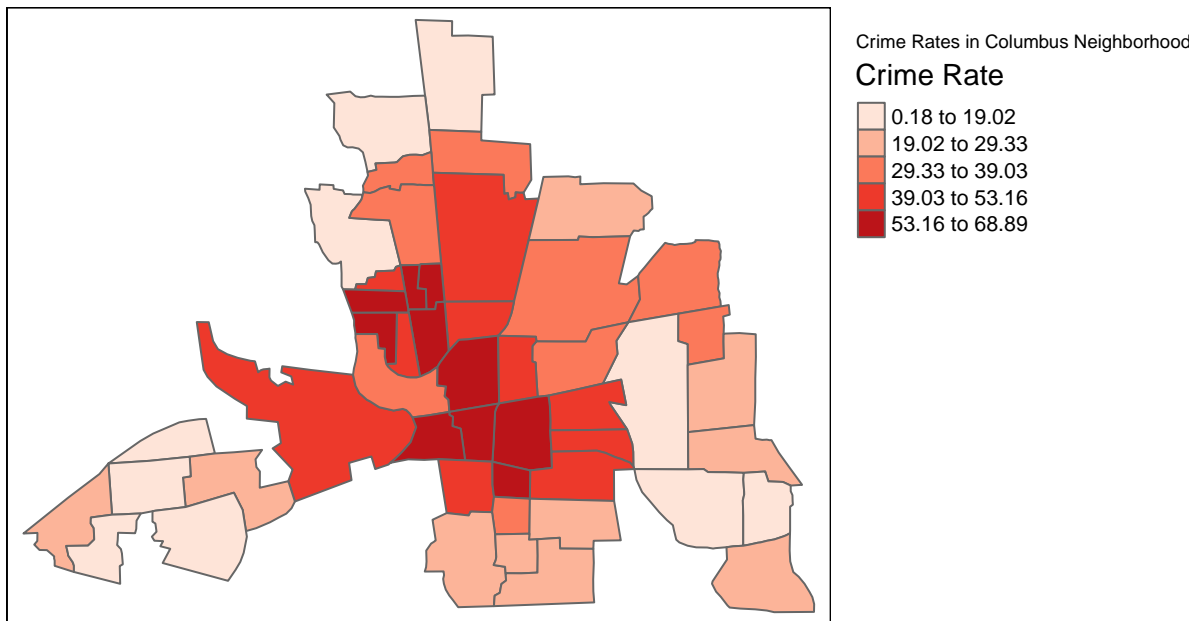 Crime Rates in Columbus Neighborhood
Crime Rate
0.18 to 19.02
19.02 to 29.33
29.33 to 39.03
39.03 to 53.16
53.16 to 68.89